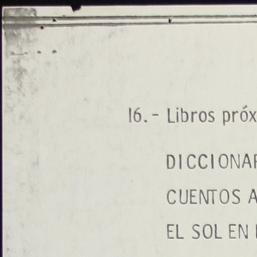 16.- Libros próx
DICCIONAR
CUENTOS A
EL SOL EN